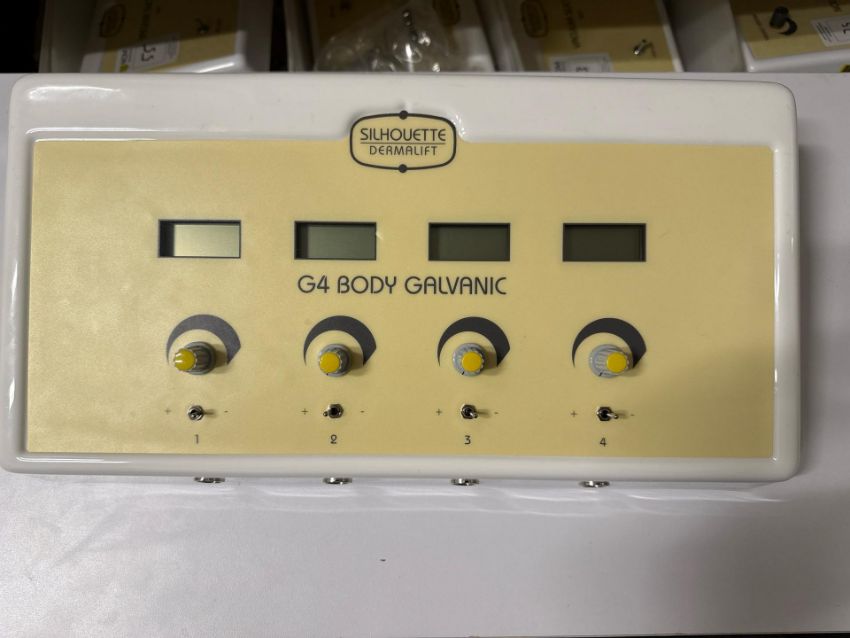 SILHOUETTE
DERMALIFT
G4 BODY GALVANIC
+ -
+ -
+ -
+ -
1
2
3
4